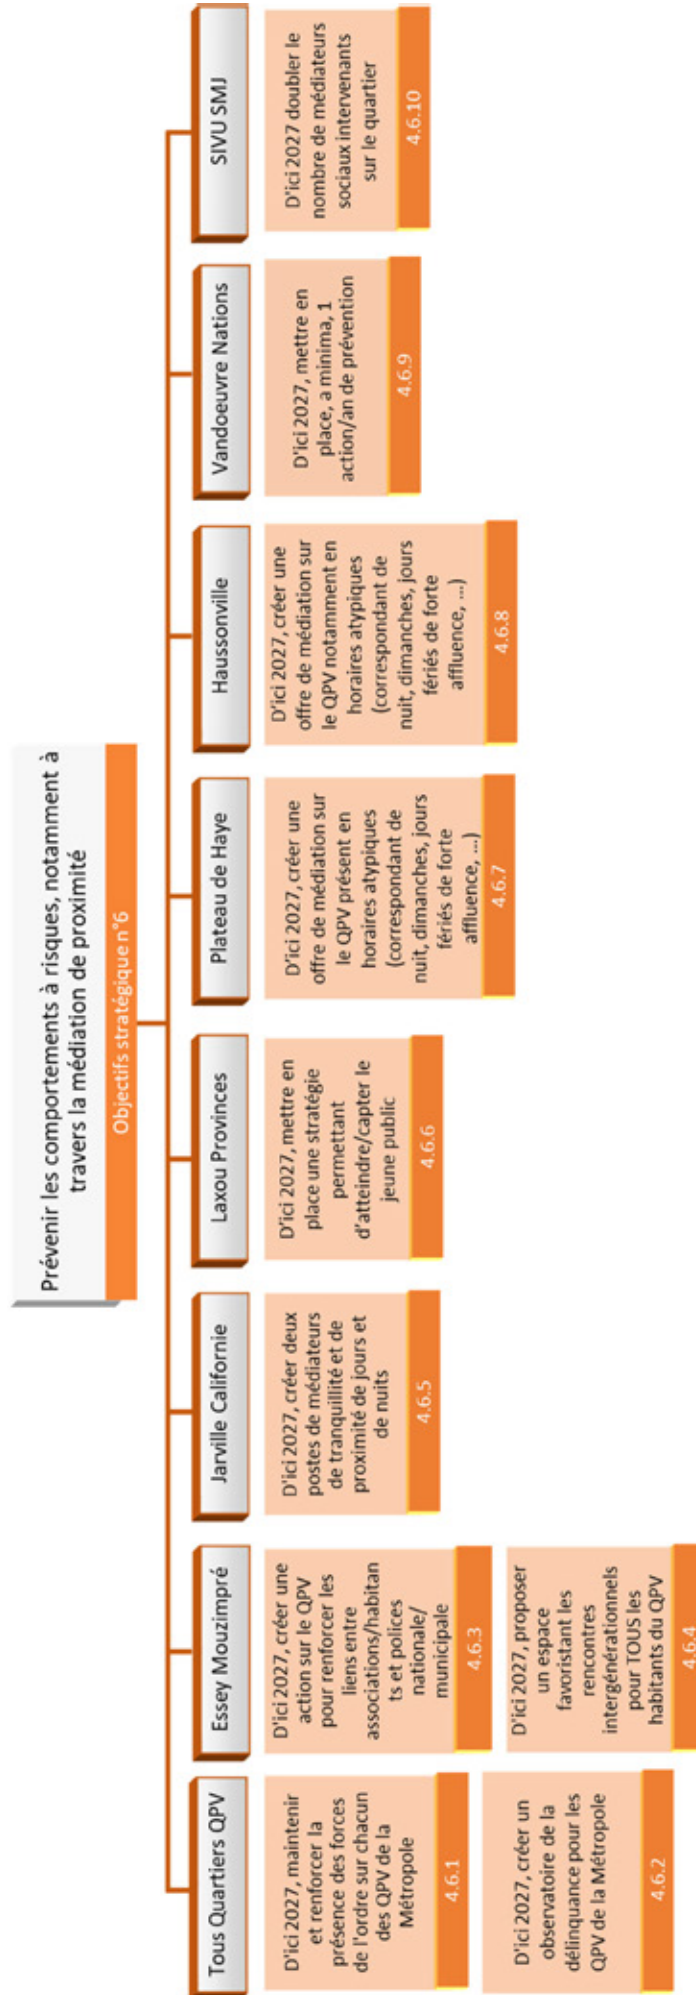 Prévenir les comportements à risques, notamment à
travers la médiation de proximité
Objectifs stratégique n°6
Tous Quartiers QPV
D'ici 2027, maintenir
et renforcer la
présence des forces
de l'ordre sur chacun
des QPV de la
Métropole
4.6.1
D'ici 2027, créer un
observatoire de la
délinquance pour les
QPV de la Métropole
4.6.2
Essey Mouzimpré
D'ici 2027, créer une
action sur le QPV
pour renforcer les
liens entre
associations/habitan
ts et polices
nationale/
municipale
4.6.3
D'ici 2027, proposer
un espace
favoristant les
rencontres
intergénérationnels
pour TOUS les
habitants du QPV
4.6.4
Jarville Californie
D'ici 2027, créer deux
postes de médiateurs
de tranquillité et de
proximité de jours et
de nuits
4.6.5
Laxou Provinces
D'ici 2027, mettre en
place une stratégie
permettant
d'atteindre/capter le
jeune public
4.6.6
Plateau de Haye
D'ici 2027, créer une
offre de médiation sur
le QPV présent en
horaires atypiques
(correspondant de
nuit, dimanches, jours
fériés de forte
affluence, ...)
4.6.7
Haussonville
D'ici 2027, créer une
offre de médiation sur
le QPV notamment en
horaires atypiques
(correspondant de
nuit, dimanches, jours
fériés de forte
affluence, ...)
4.6.8
Vandoeuvre Nations
D'ici 2027, mettre en
place, a minima, 1
action/an de prévention
4.6.9
SIVU SMJ
D'ici 2027 doubler le
nombre de médiateurs
sociaux intervenants
sur le quartier
4.6.10